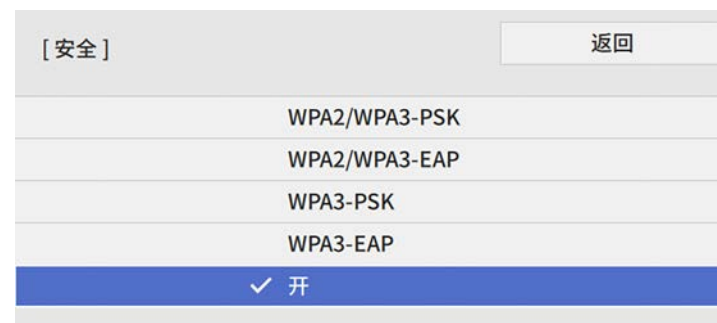 [ 安全 ]
返回
WPA2/WPA3-PSK
WPA2/WPA3-EAP
WPA3-PSK
WPA3-EAP
✓ 开